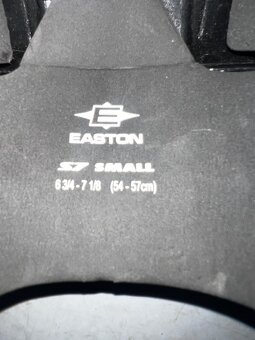 E
EASTON
S7 SMALL
6 3/4 - 7 1/8 (54 - 57cm)